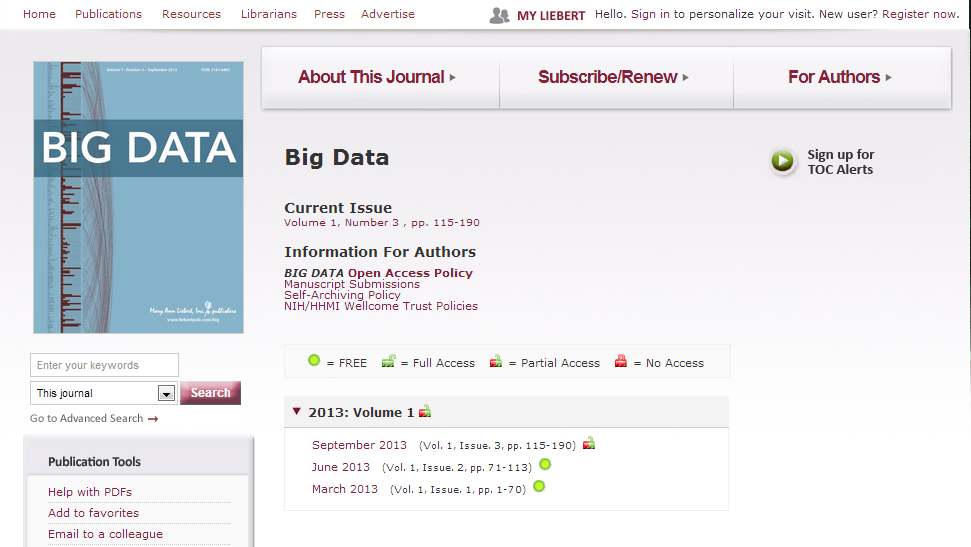 Home Publications Resources Librarians Press Advertise MY LIEBERT Hello. Sign in to personalize your visit. New user? Register now.
Volume 1 • Number 3 • September 2013
BIG DATA
Mary Ann Liebert, Inc. publishers
www.liebertpub.com/big
About This Journal Subscribe/Renew For Authors
Big Data
Sign up for
TOC Alerts
Current Issue
Volume 1, Number 3 , pp. 115-190
Information For Authors
BIG DATA Open Access Policy
Manuscript Submissions
Self-Archiving Policy
NIH/HHMI Wellcome Trust Policies
= FREE = Full Access = Partial Access = No Access
2013: Volume 1
September 2013 (Vol. 1, Issue. 3, pp. 115-190)
June 2013 (Vol. 1, Issue. 2, pp. 71-113)
March 2013 (Vol. 1, Issue. 1, pp. 1-70)
Enter your keywords
This journal Search
Go to Advanced Search →
Publication Tools
Help with PDFs
Add to favorites
Email to a colleague